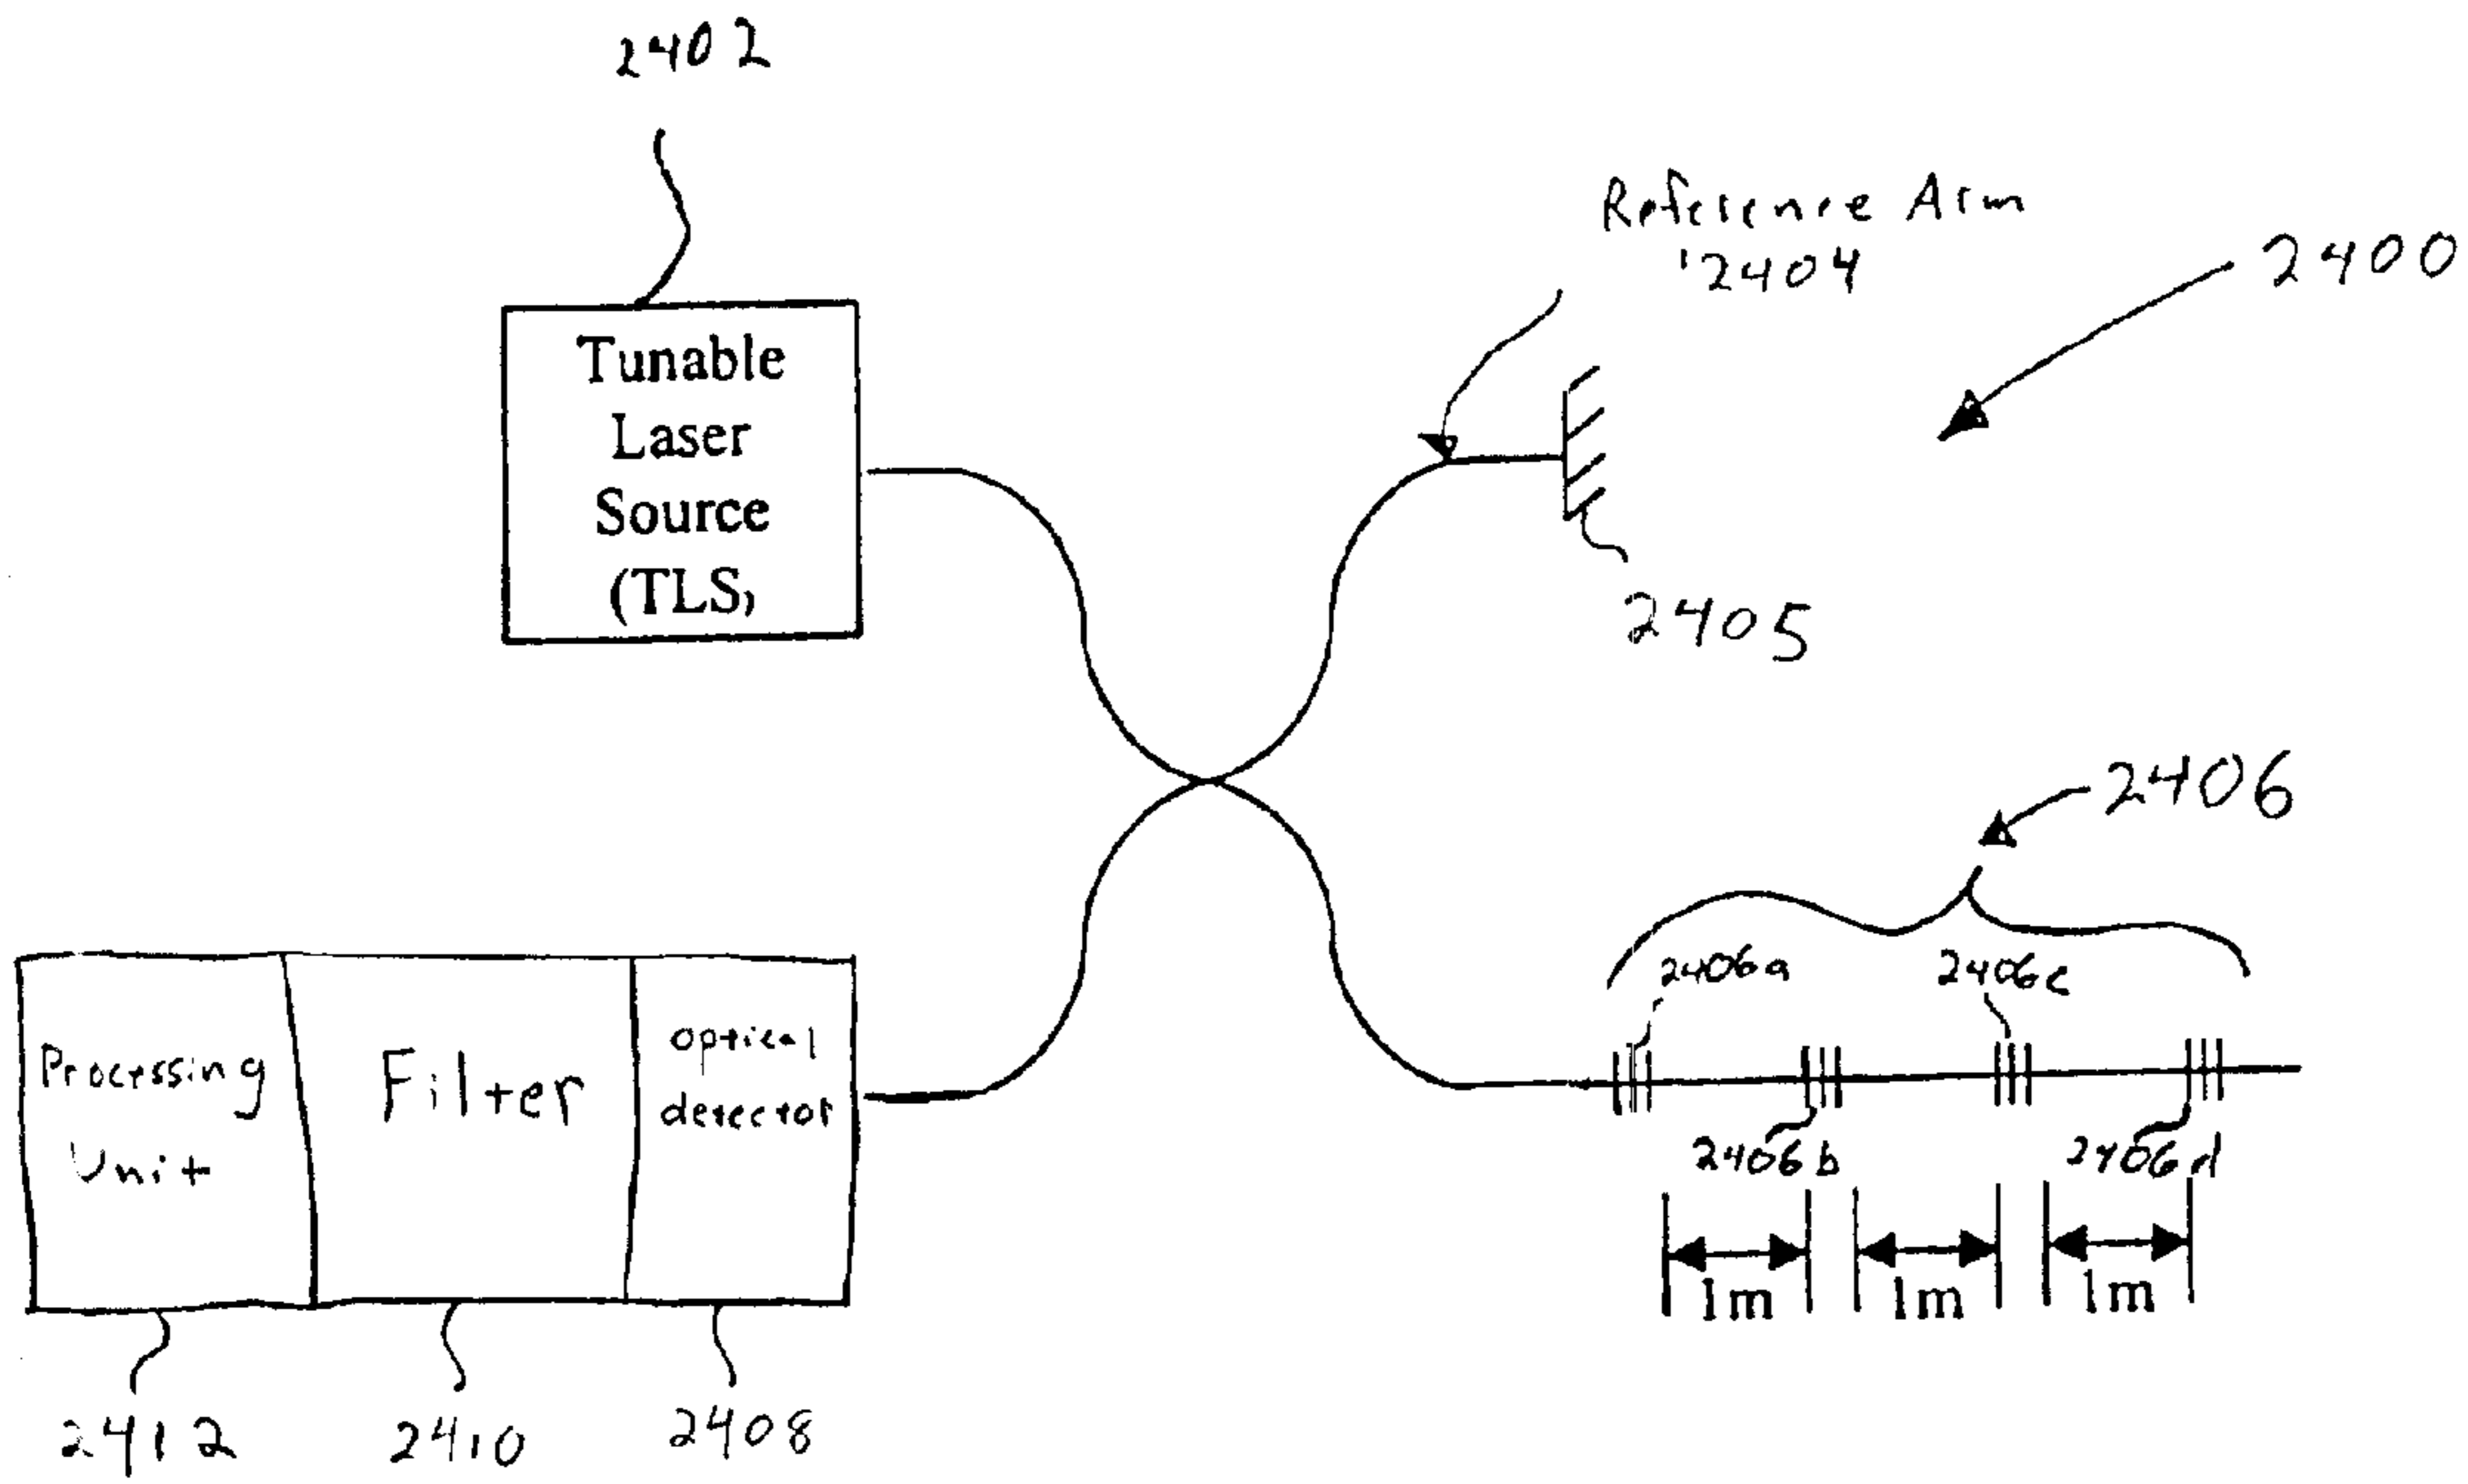 2402
Reference Arm
2404
2400
Tunable
Laser
Source
(TLS)
2405
2406
2406a
2406c
Processing
Unit
Filter
optical
detector
2406b
2406d
1m
1m
1m
2412
2410
2408